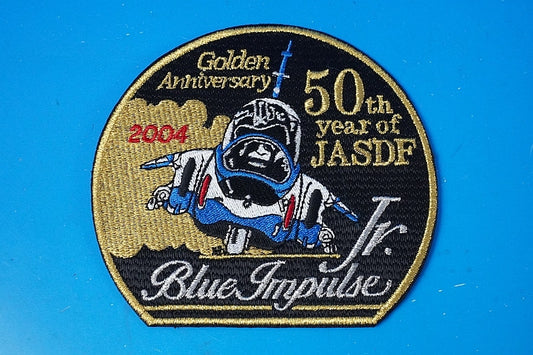 Golden
Anniversary
50th
year of
JASDF
2004
Jr.
Blue Impulse